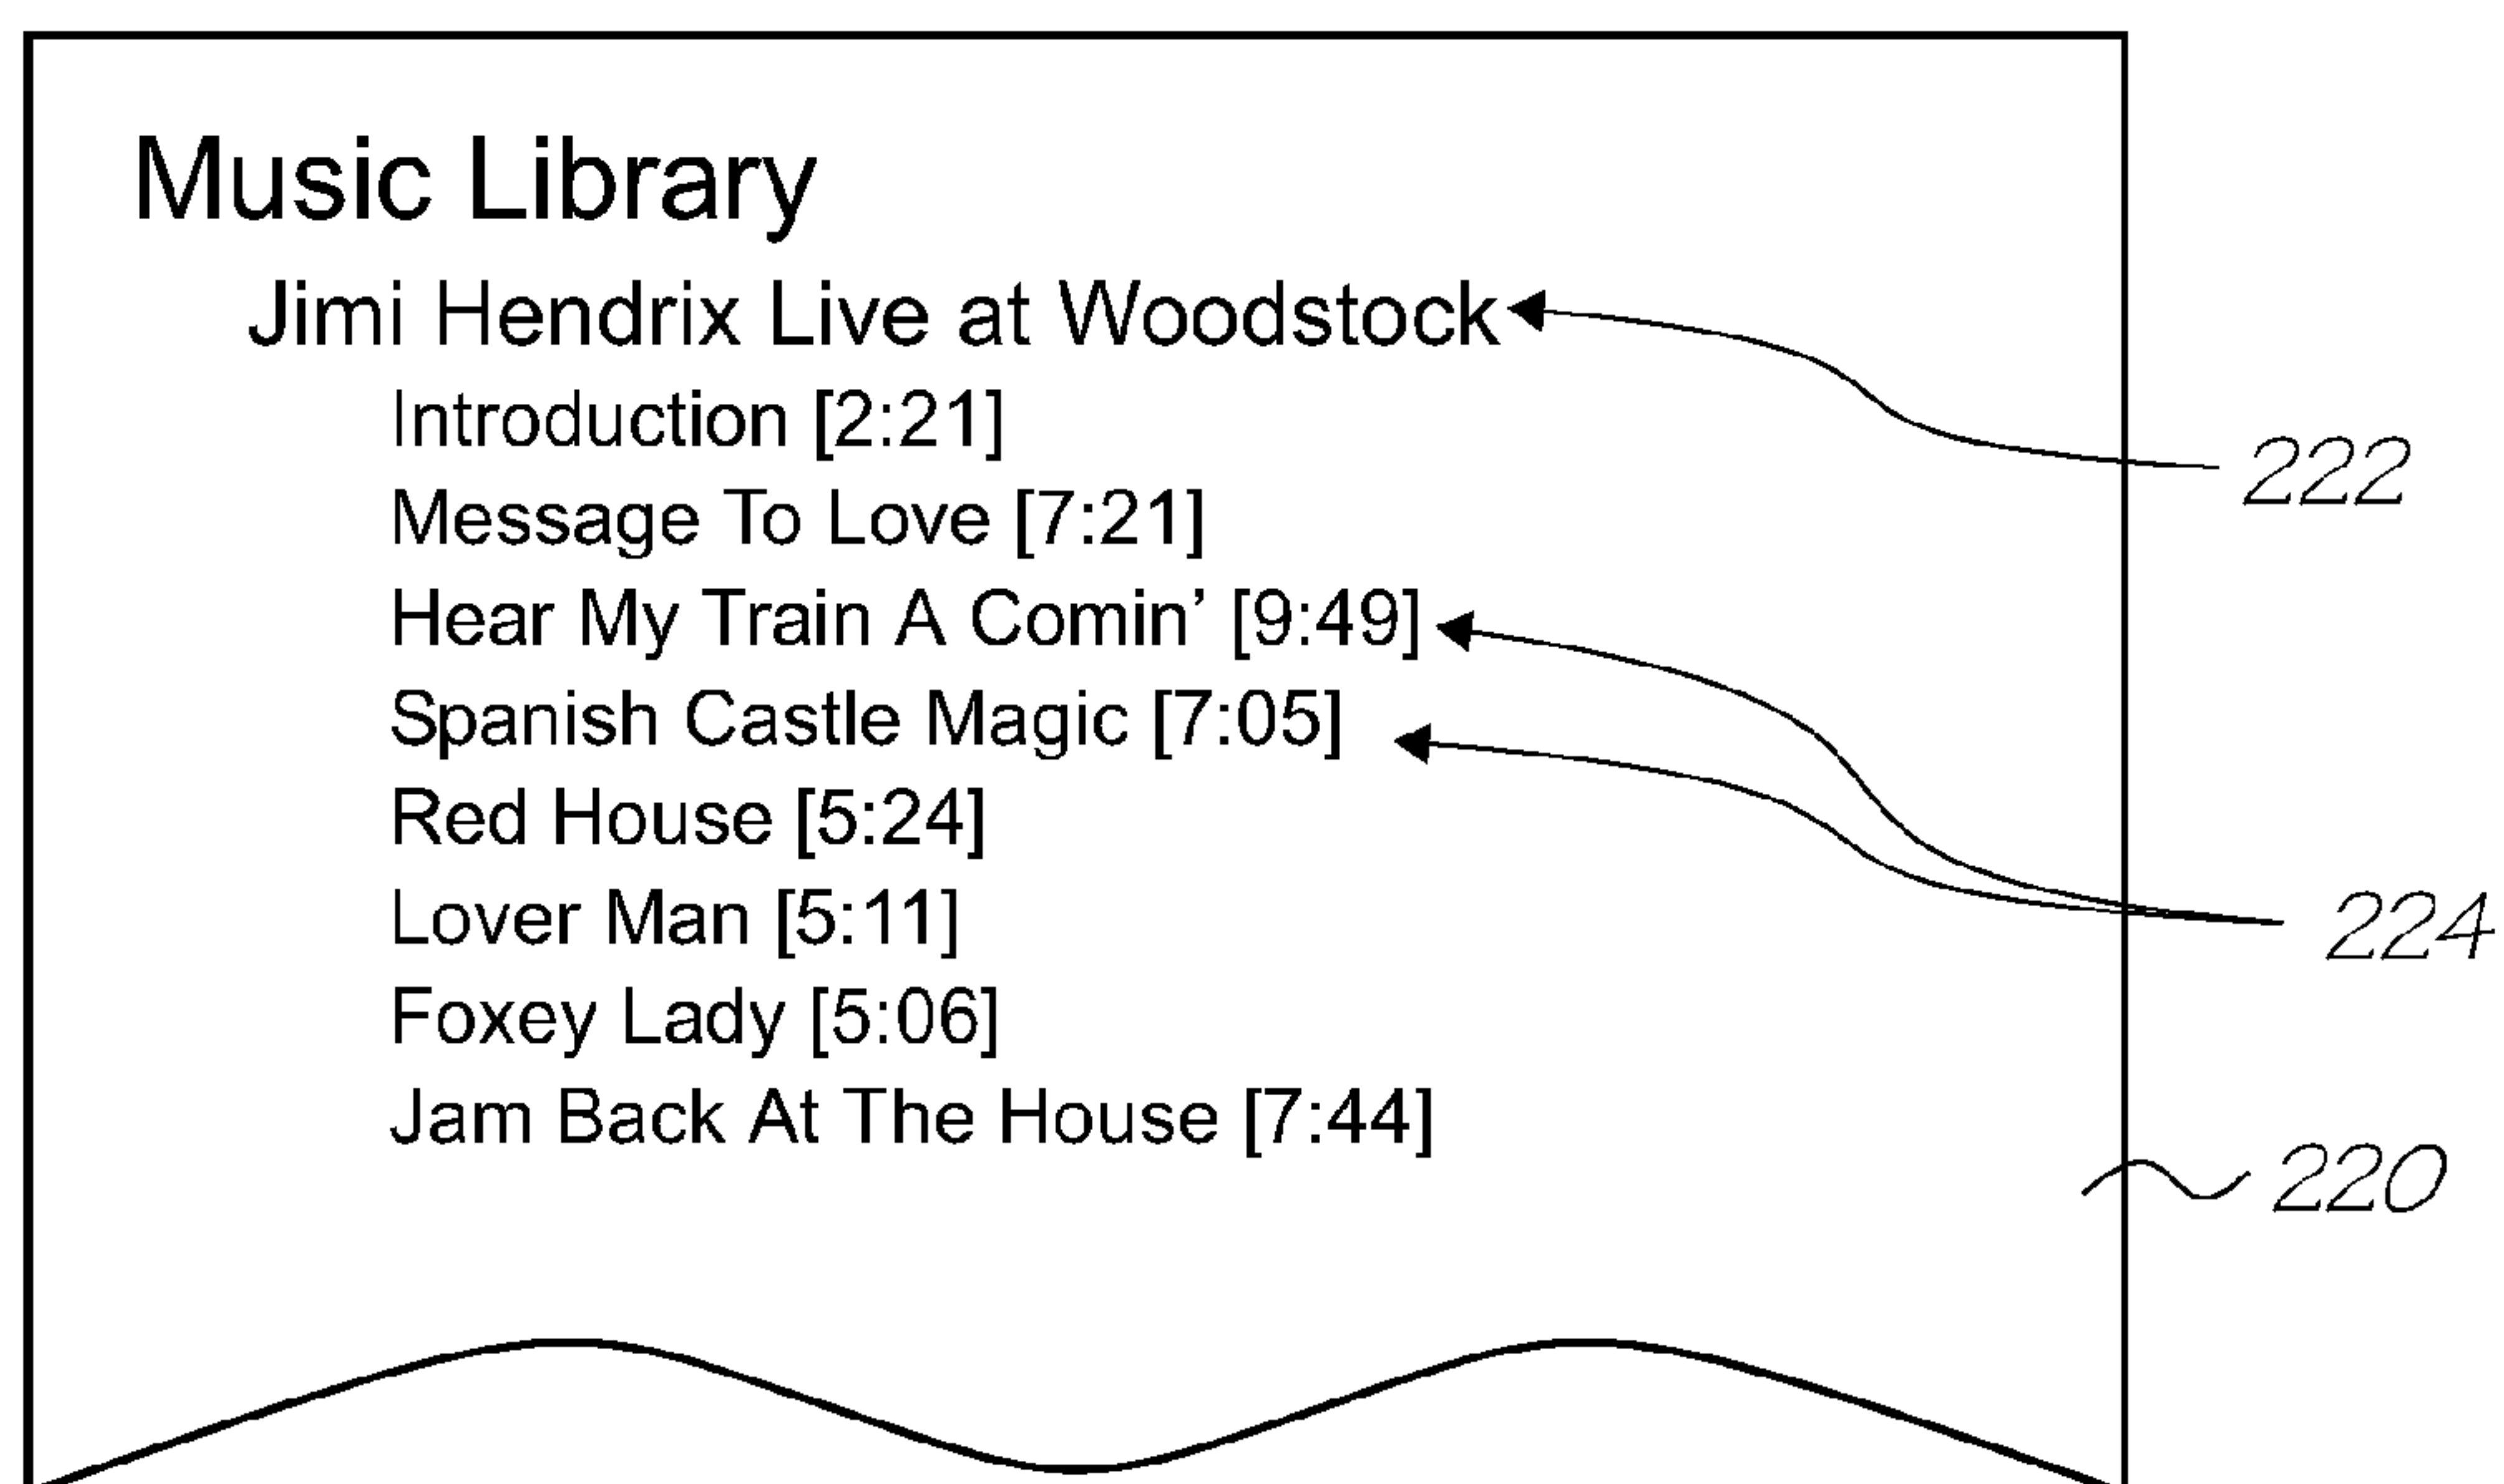 Music Library
Jimi Hendrix Live at Woodstock
Introduction [2:21]
222
Message To Love [7:21]
Hear My Train A Comin’ [9:49]
Spanish Castle Magic [7:05]
Red House [5:24]
Lover Man [5:11]
224
Foxey Lady [5:06]
Jam Back At The House [7:44]
220